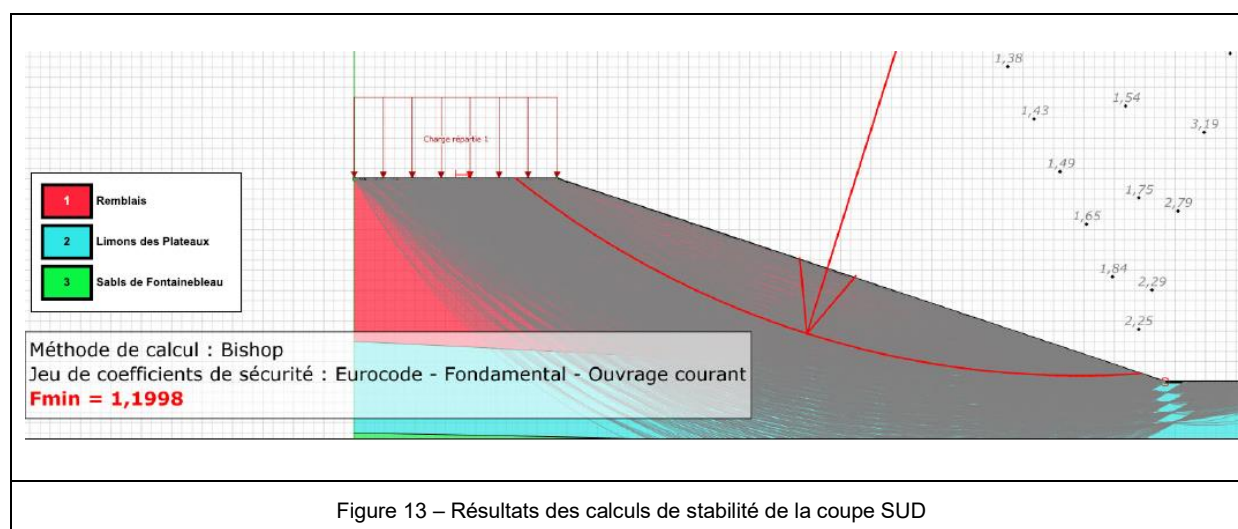 1,38
1,54
1,43
3,19
Charge répartie 1
1,49
1,75
2,79
1,65
1 Remblais
2 Limons des Plateaux
3 Sabls de Fontainebleau
1,84
2,29
2,25
Méthode de calcul : Bishop
Jeu de coefficients de sécurité : Eurocode - Fondamental - Ouvrage courant
Fmin = 1,1998
Figure 13 – Résultats des calculs de stabilité de la coupe SUD